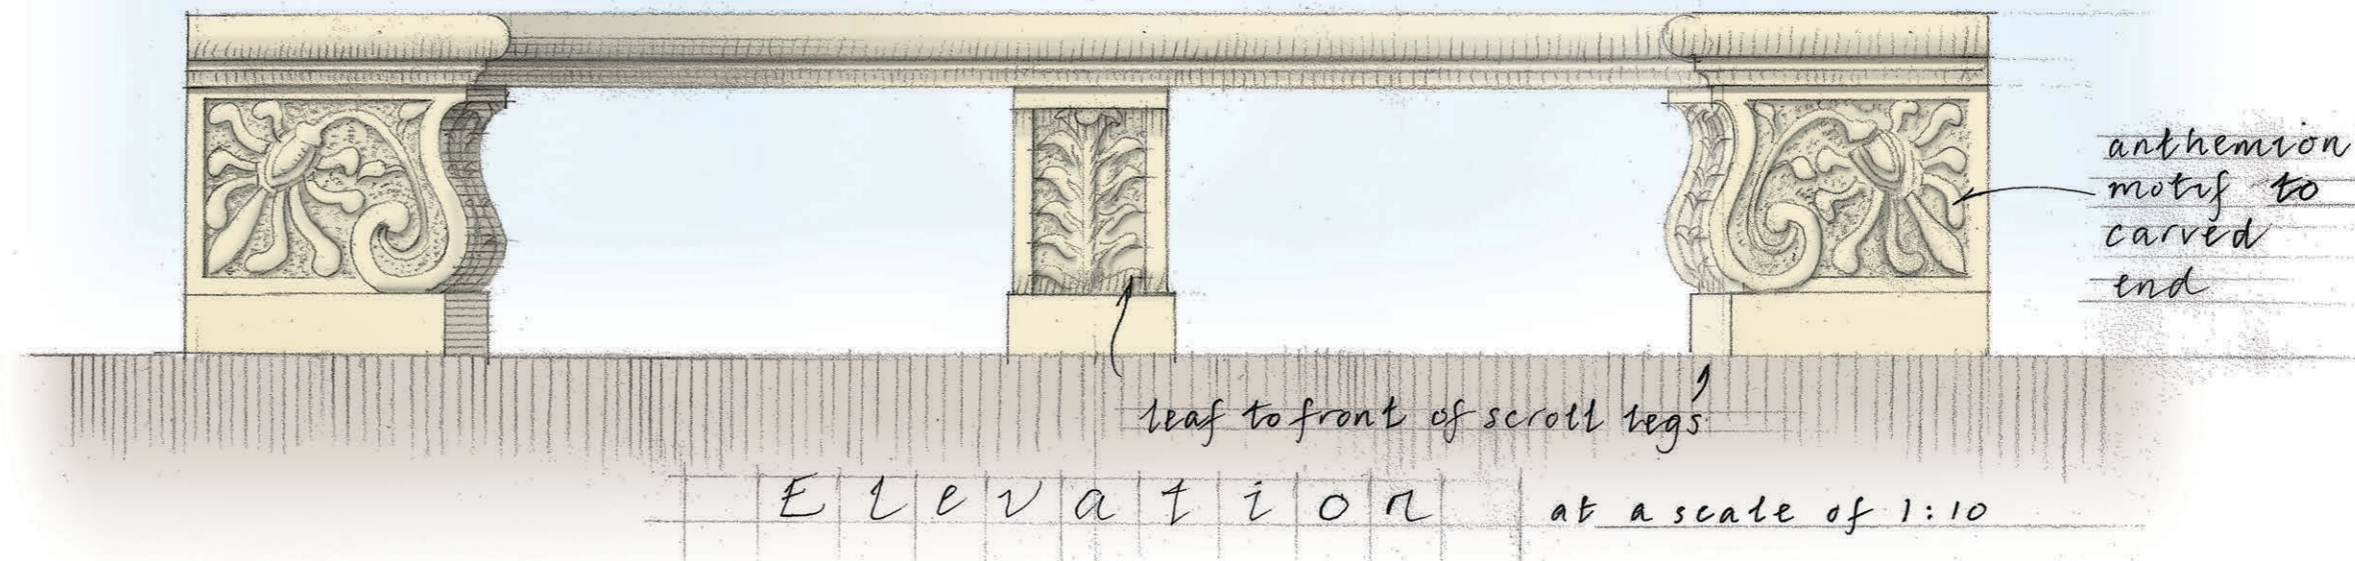 anthemion
motif to
carved
end
leaf to front of scroll legs
Elevation
at a scale of 1:10